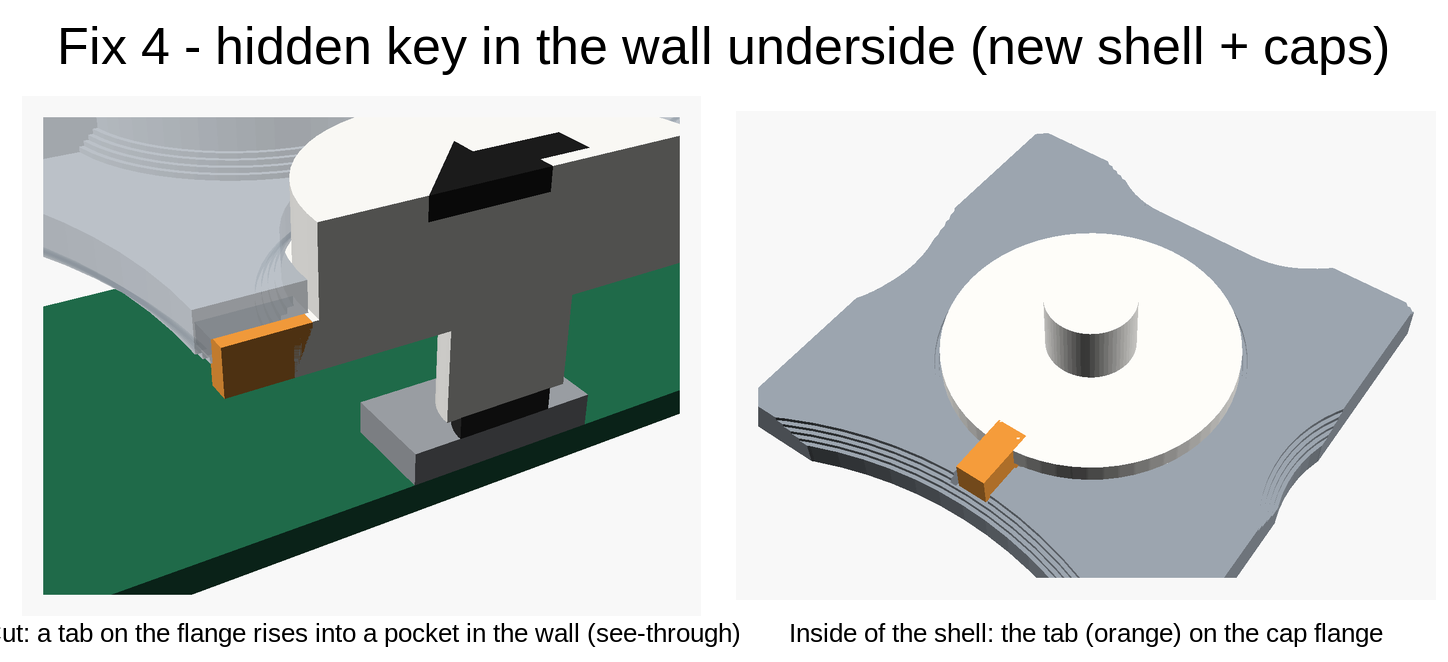 Fix 4 - hidden key in the wall underside (new shell + caps)
ut: a tab on the flange rises into a pocket in the wall (see-through)
Inside of the shell: the tab (orange) on the cap flange